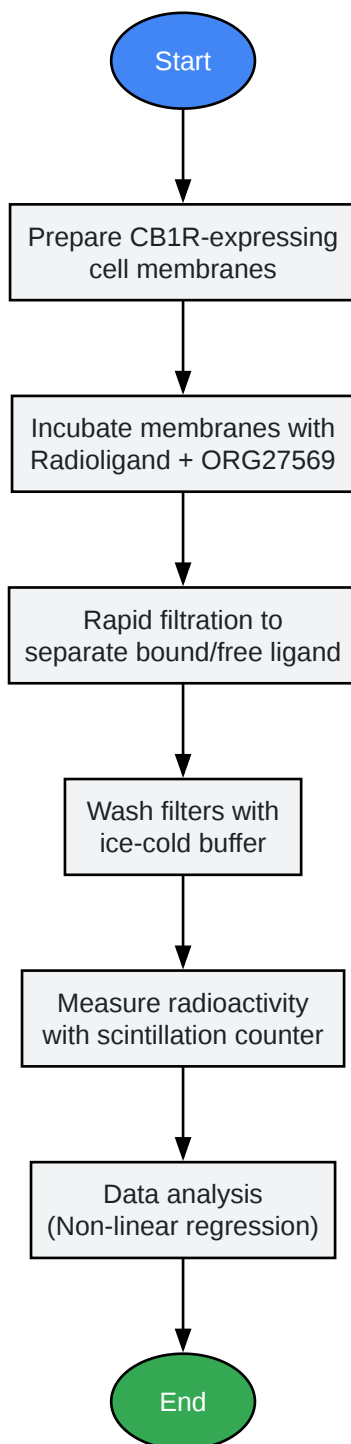 Start
Prepare CB1R-expressing
cell membranes
Incubate membranes with
Radioligand + ORG27569
Rapid filtration to
separate bound/free ligand
Wash filters with
ice-cold buffer
Measure radioactivity
with scintillation counter
Data analysis
(Non-linear regression)
End